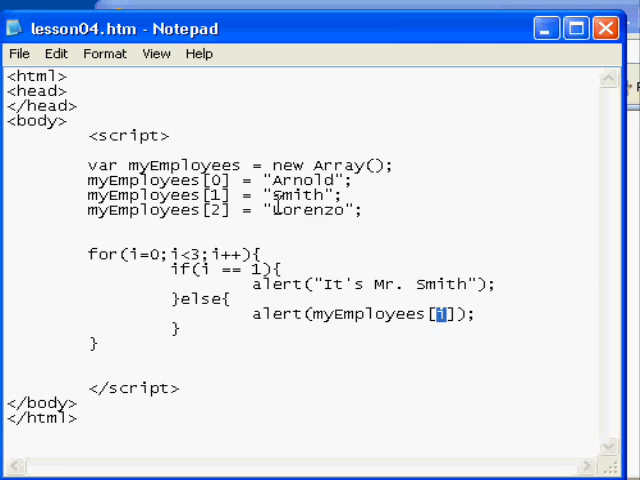 lesson04.htm - Notepad
File Edit Format View Help
<html>
<head>
</head>
<body>
<script>
var myEmployees = new Array();
myEmployees[0] = "Arnold";
myEmployees[1] = "Smith";
myEmployees[2] = "Lorenzo";
for(i=0;i<3;i++){
if(i == 1){
alert("It's Mr. Smith");
}else{
alert(myEmployees[i]);
}
}
</script>
</body>
</html>